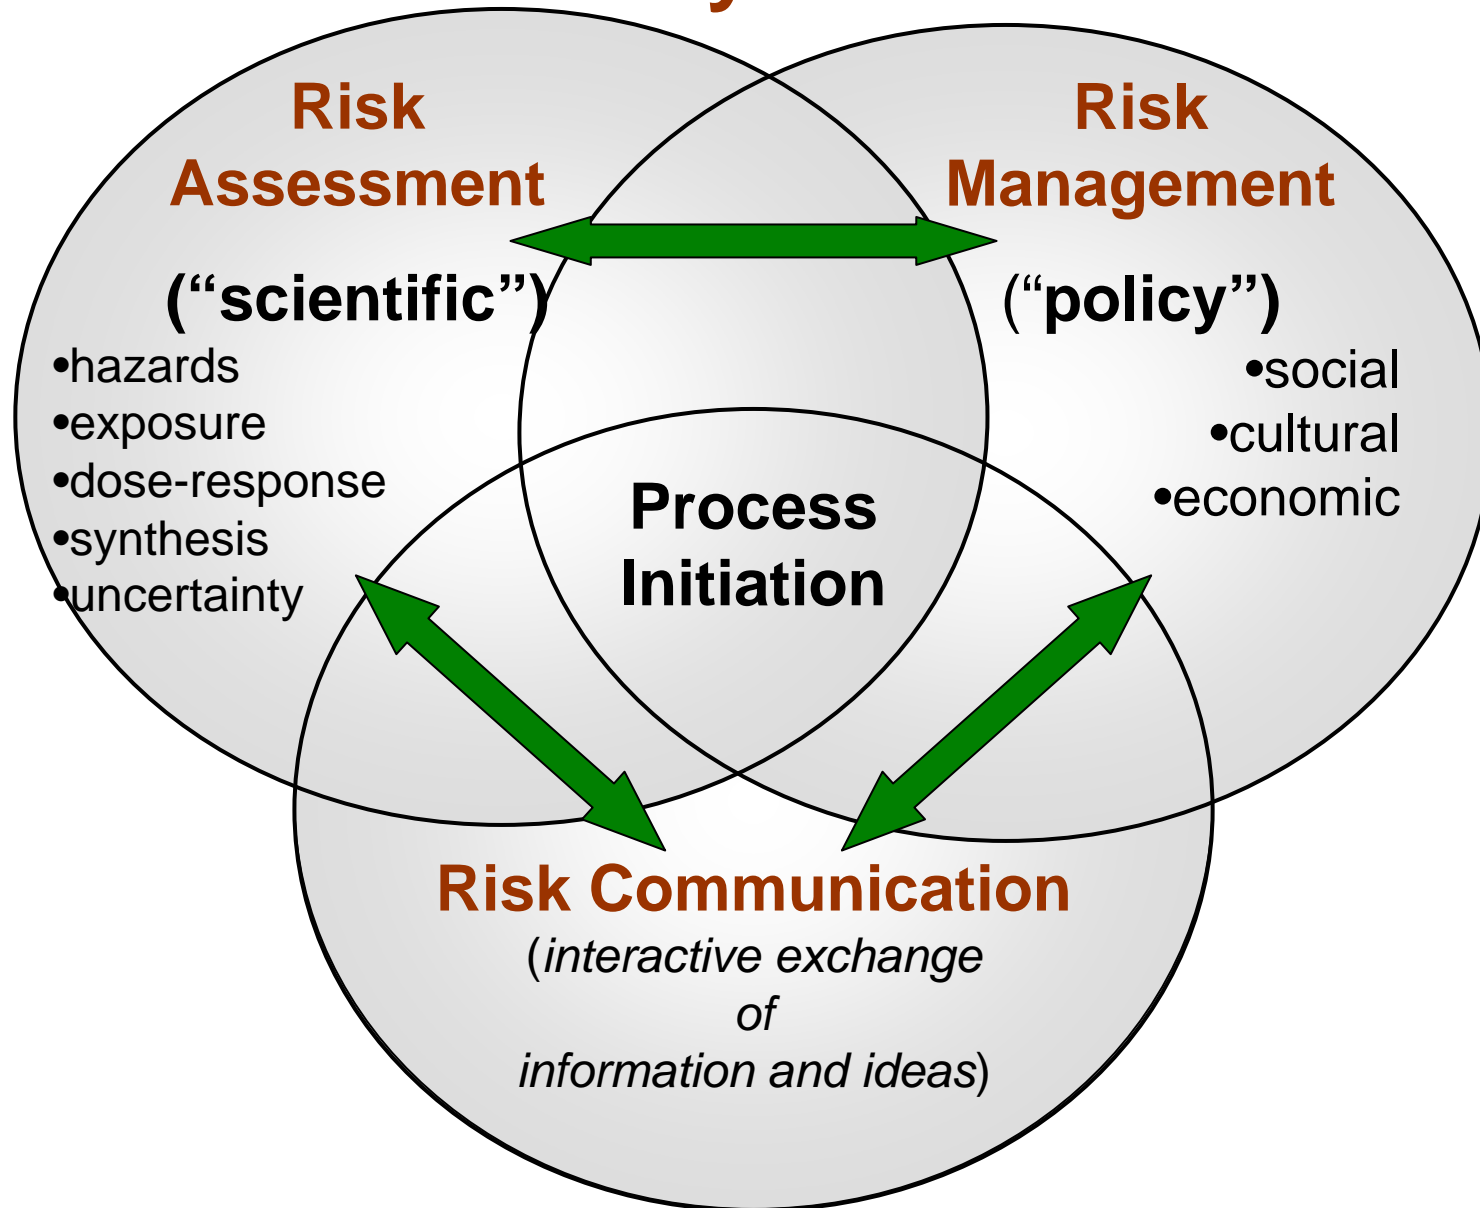 Risk
Assessment
(“scientific”)
•hazards
•exposure
•dose-response
•synthesis
•uncertainty
Risk
Management
(“policy”)
•social
•cultural
•economic
Process
Initiation
Risk Communication
(interactive exchange
of
information and ideas)